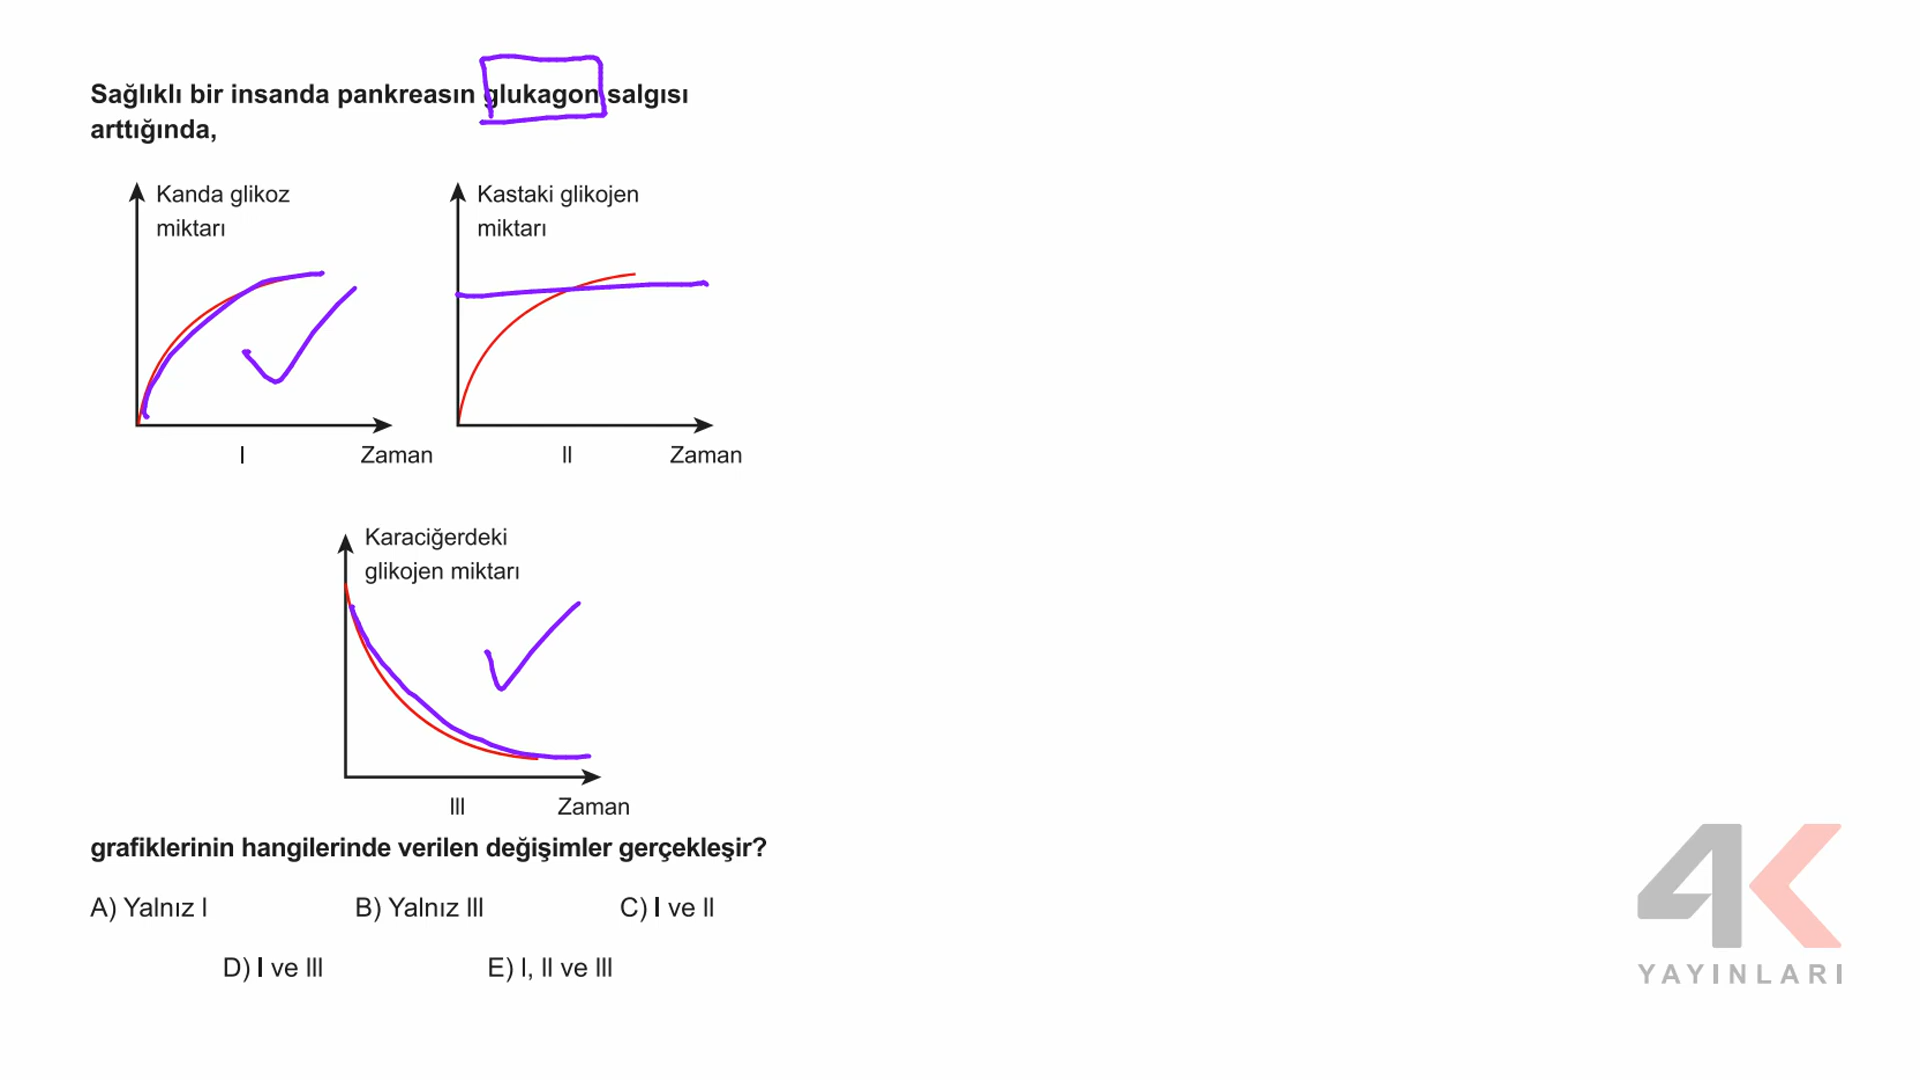 Sağlıklı bir insanda pankreasın glukagon salgısı
arttığında,
Kanda glikoz
miktarı
I
Zaman
Kastaki glikojen
miktarı
II
Zaman
Karaciğerdeki
glikojen miktarı
III
Zaman
grafiklerinin hangilerinde verilen değişimler gerçekleşir?
A) Yalnız I
B) Yalnız III
C) I ve II
D) I ve III
E) I, II ve III
4K
YAYINLARI